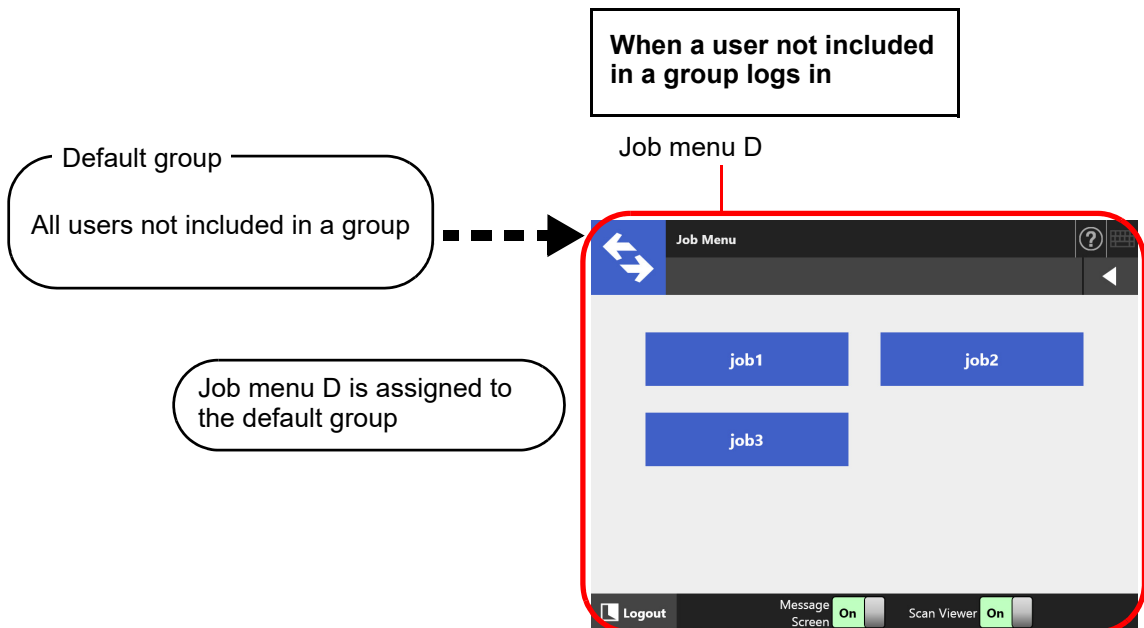 When a user not included
in a group logs in
Job menu D
Default group
All users not included in a group
Job menu D is assigned to
the default group
Job Menu
?
job1
job2
job3
Logout
Message
Screen
On
Scan Viewer
On